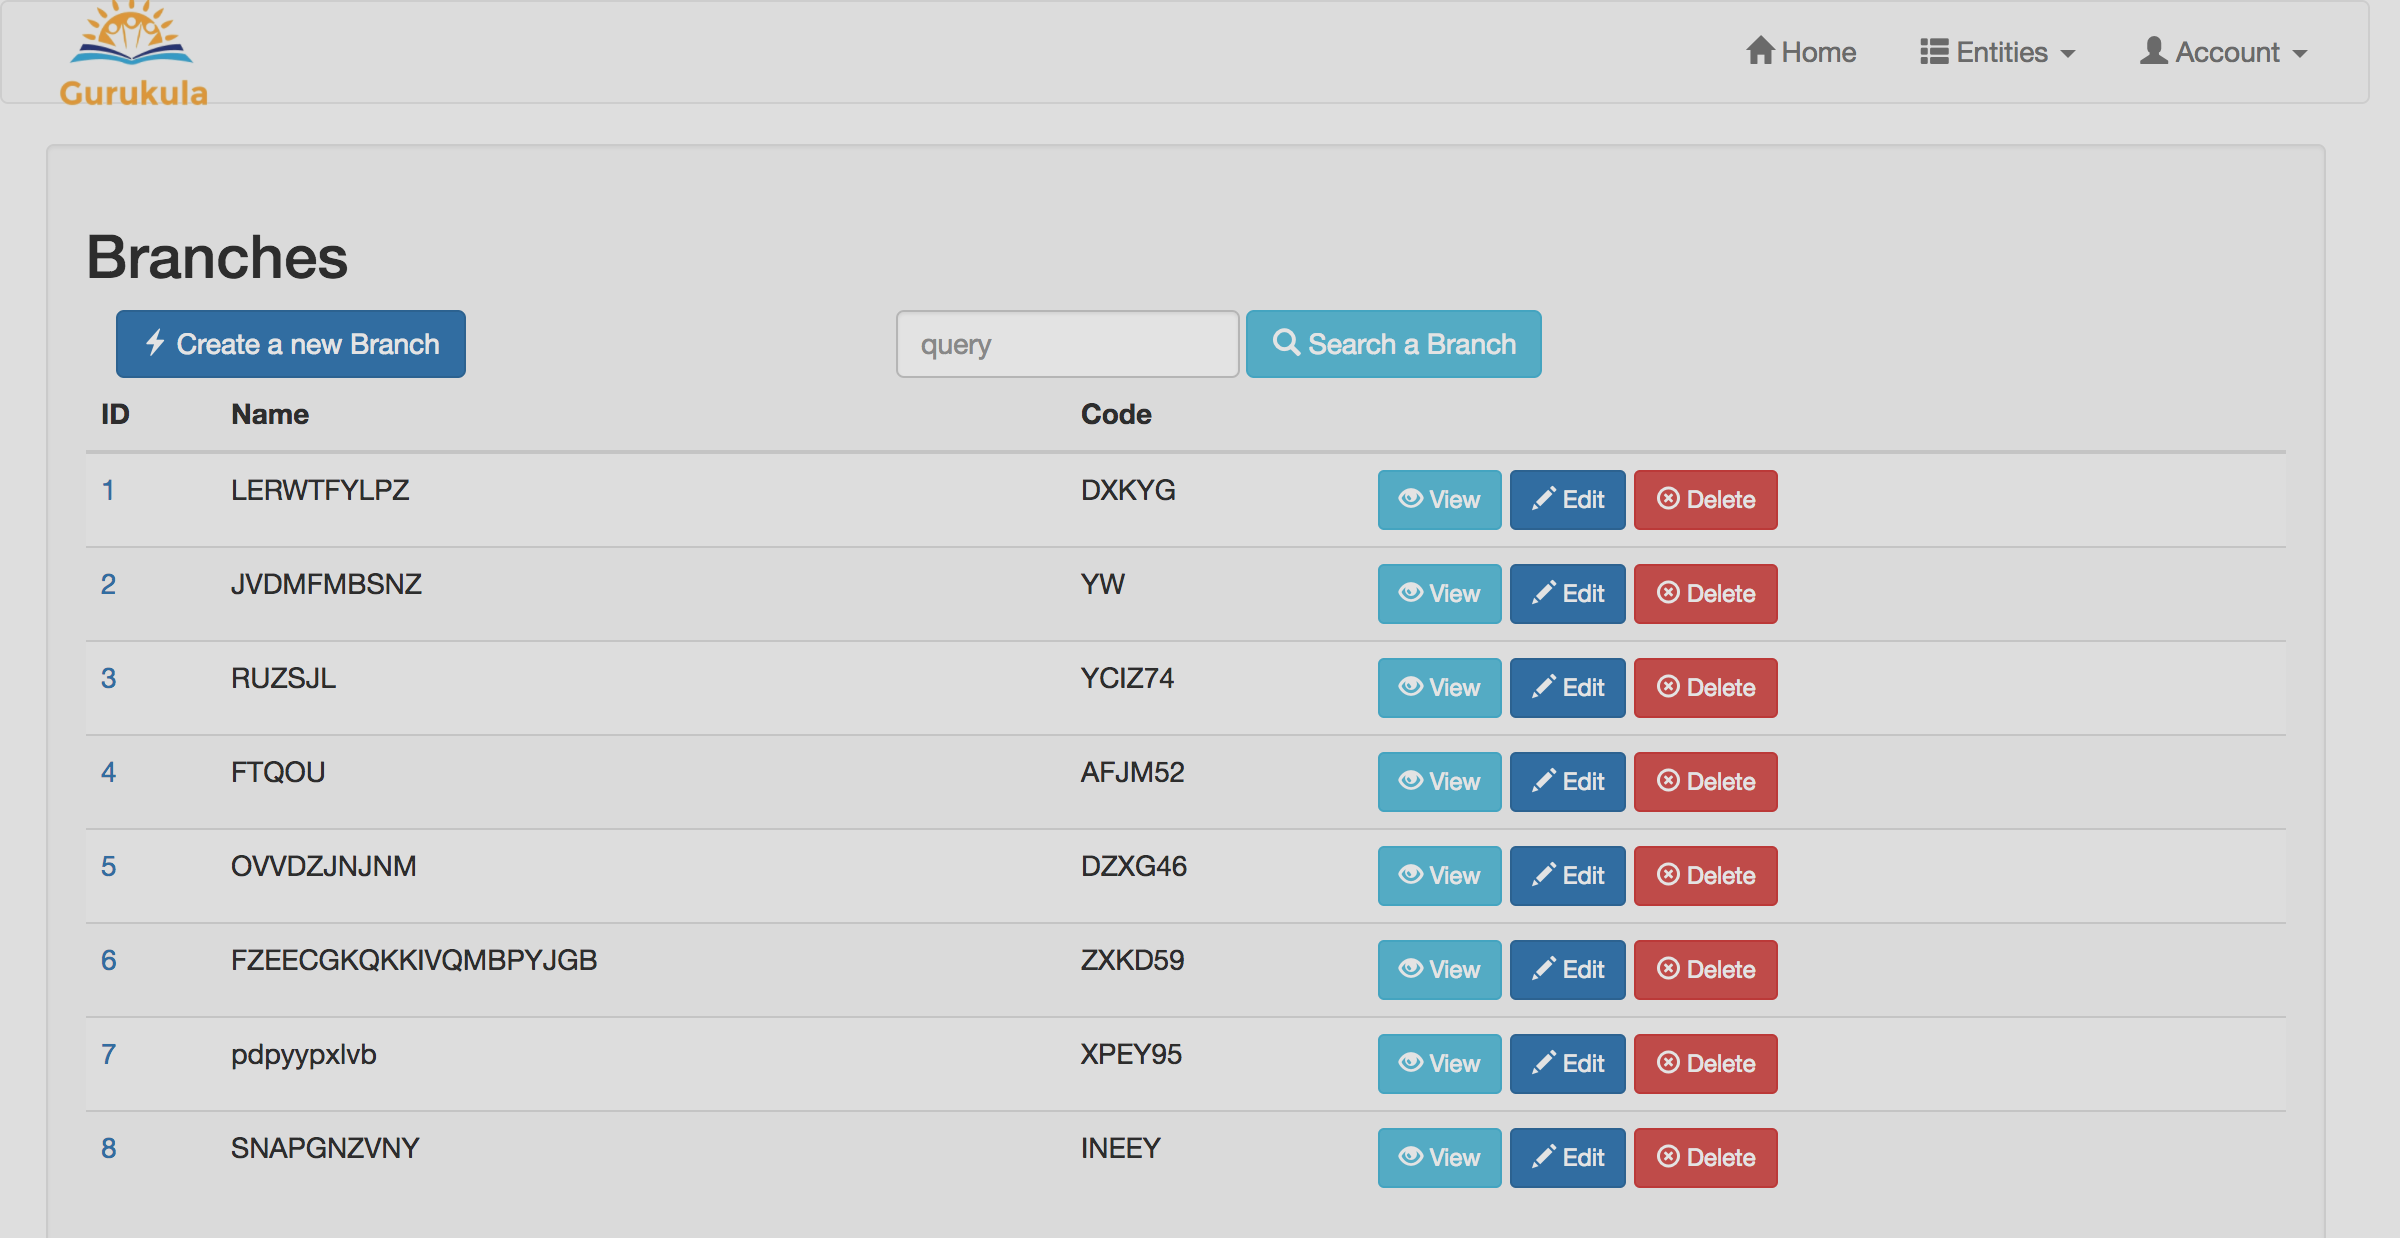 Gurukula
Home Entities Account
Branches
Create a new Branch query Search a Branch
ID Name Code
1 LERWTFYLPZ DXKYG View Edit Delete
2 JVDMFMBSNZ YW View Edit Delete
3 RUZSJL YCIZ74 View Edit Delete
4 FTQOU AFJM52 View Edit Delete
5 OVVDZJNJNM DZXG46 View Edit Delete
6 FZEECGKQKKIVQMBPYJGB ZXKD59 View Edit Delete
7 pdpyypxlvb XPEY95 View Edit Delete
8 SNAPGNZVNY INEEY View Edit Delete